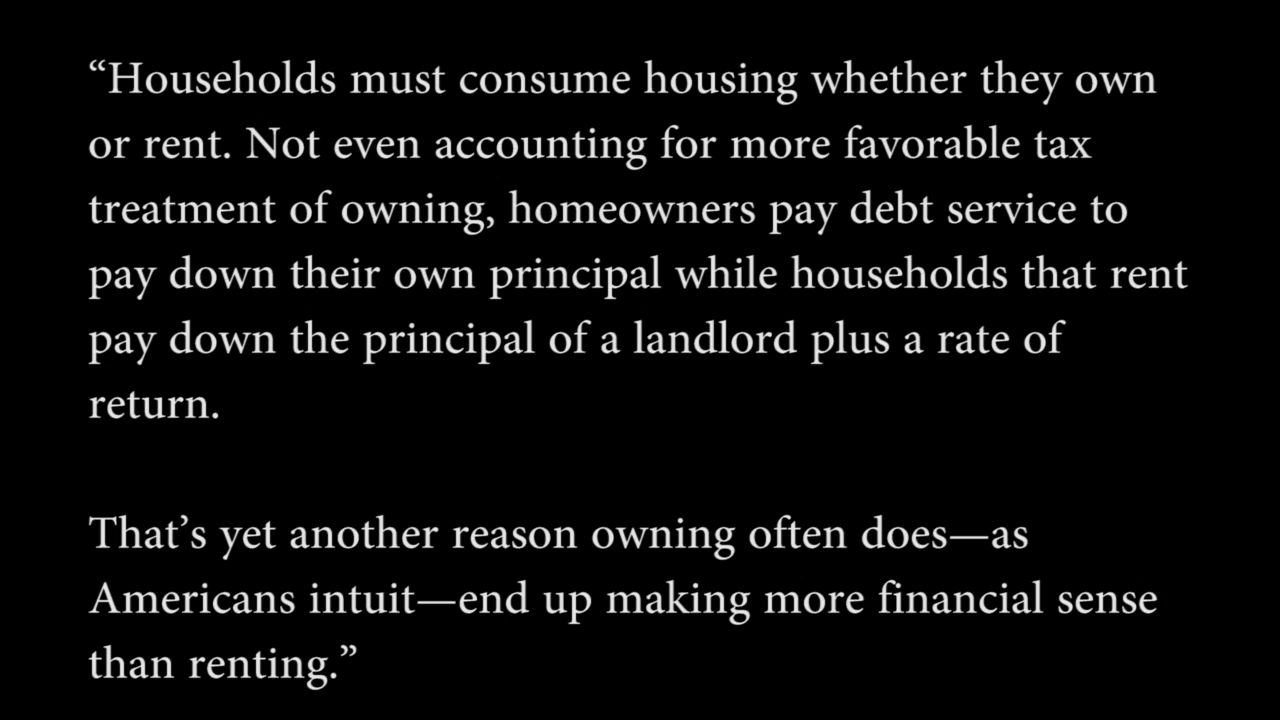 “Households must consume housing whether they own
or rent. Not even accounting for more favorable tax
treatment of owning, homeowners pay debt service to
pay down their own principal while households that rent
pay down the principal of a landlord plus a rate of
return.
That’s yet another reason owning often does—as
Americans intuit—end up making more financial sense
than renting.”